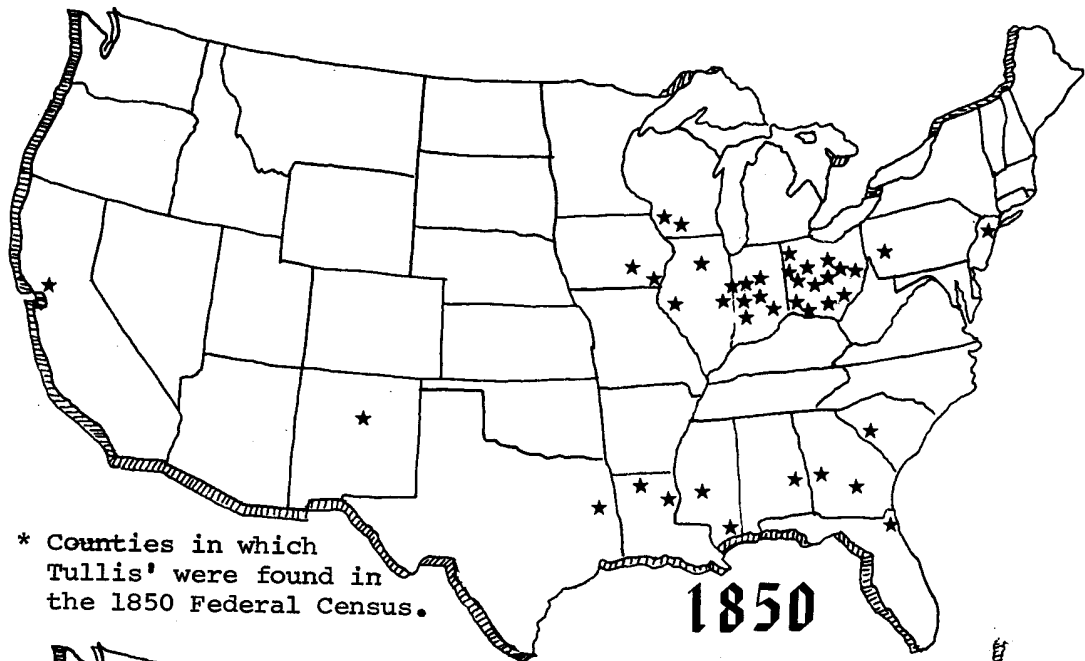 * Counties in which
Tullis' were found in
the 1850 Federal Census.
1850